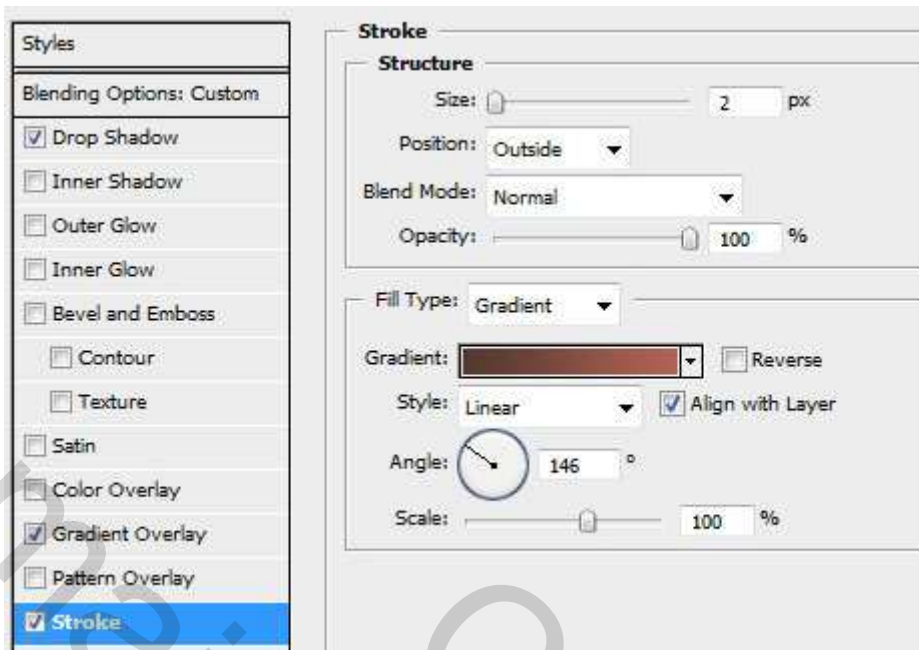 Styles
Blending Options: Custom
Drop Shadow
Inner Shadow
Outer Glow
Inner Glow
Bevel and Emboss
Contour
Texture
Satin
Color Overlay
Gradient Overlay
Pattern Overlay
Stroke
Stroke
Structure
Size: 2 px
Position: Outside
Blend Mode: Normal
Opacity: 100 %
Fill Type: Gradient
Gradient: Reverse
Style: Linear Align with Layer
Angle: 146 °
Scale: 100 %